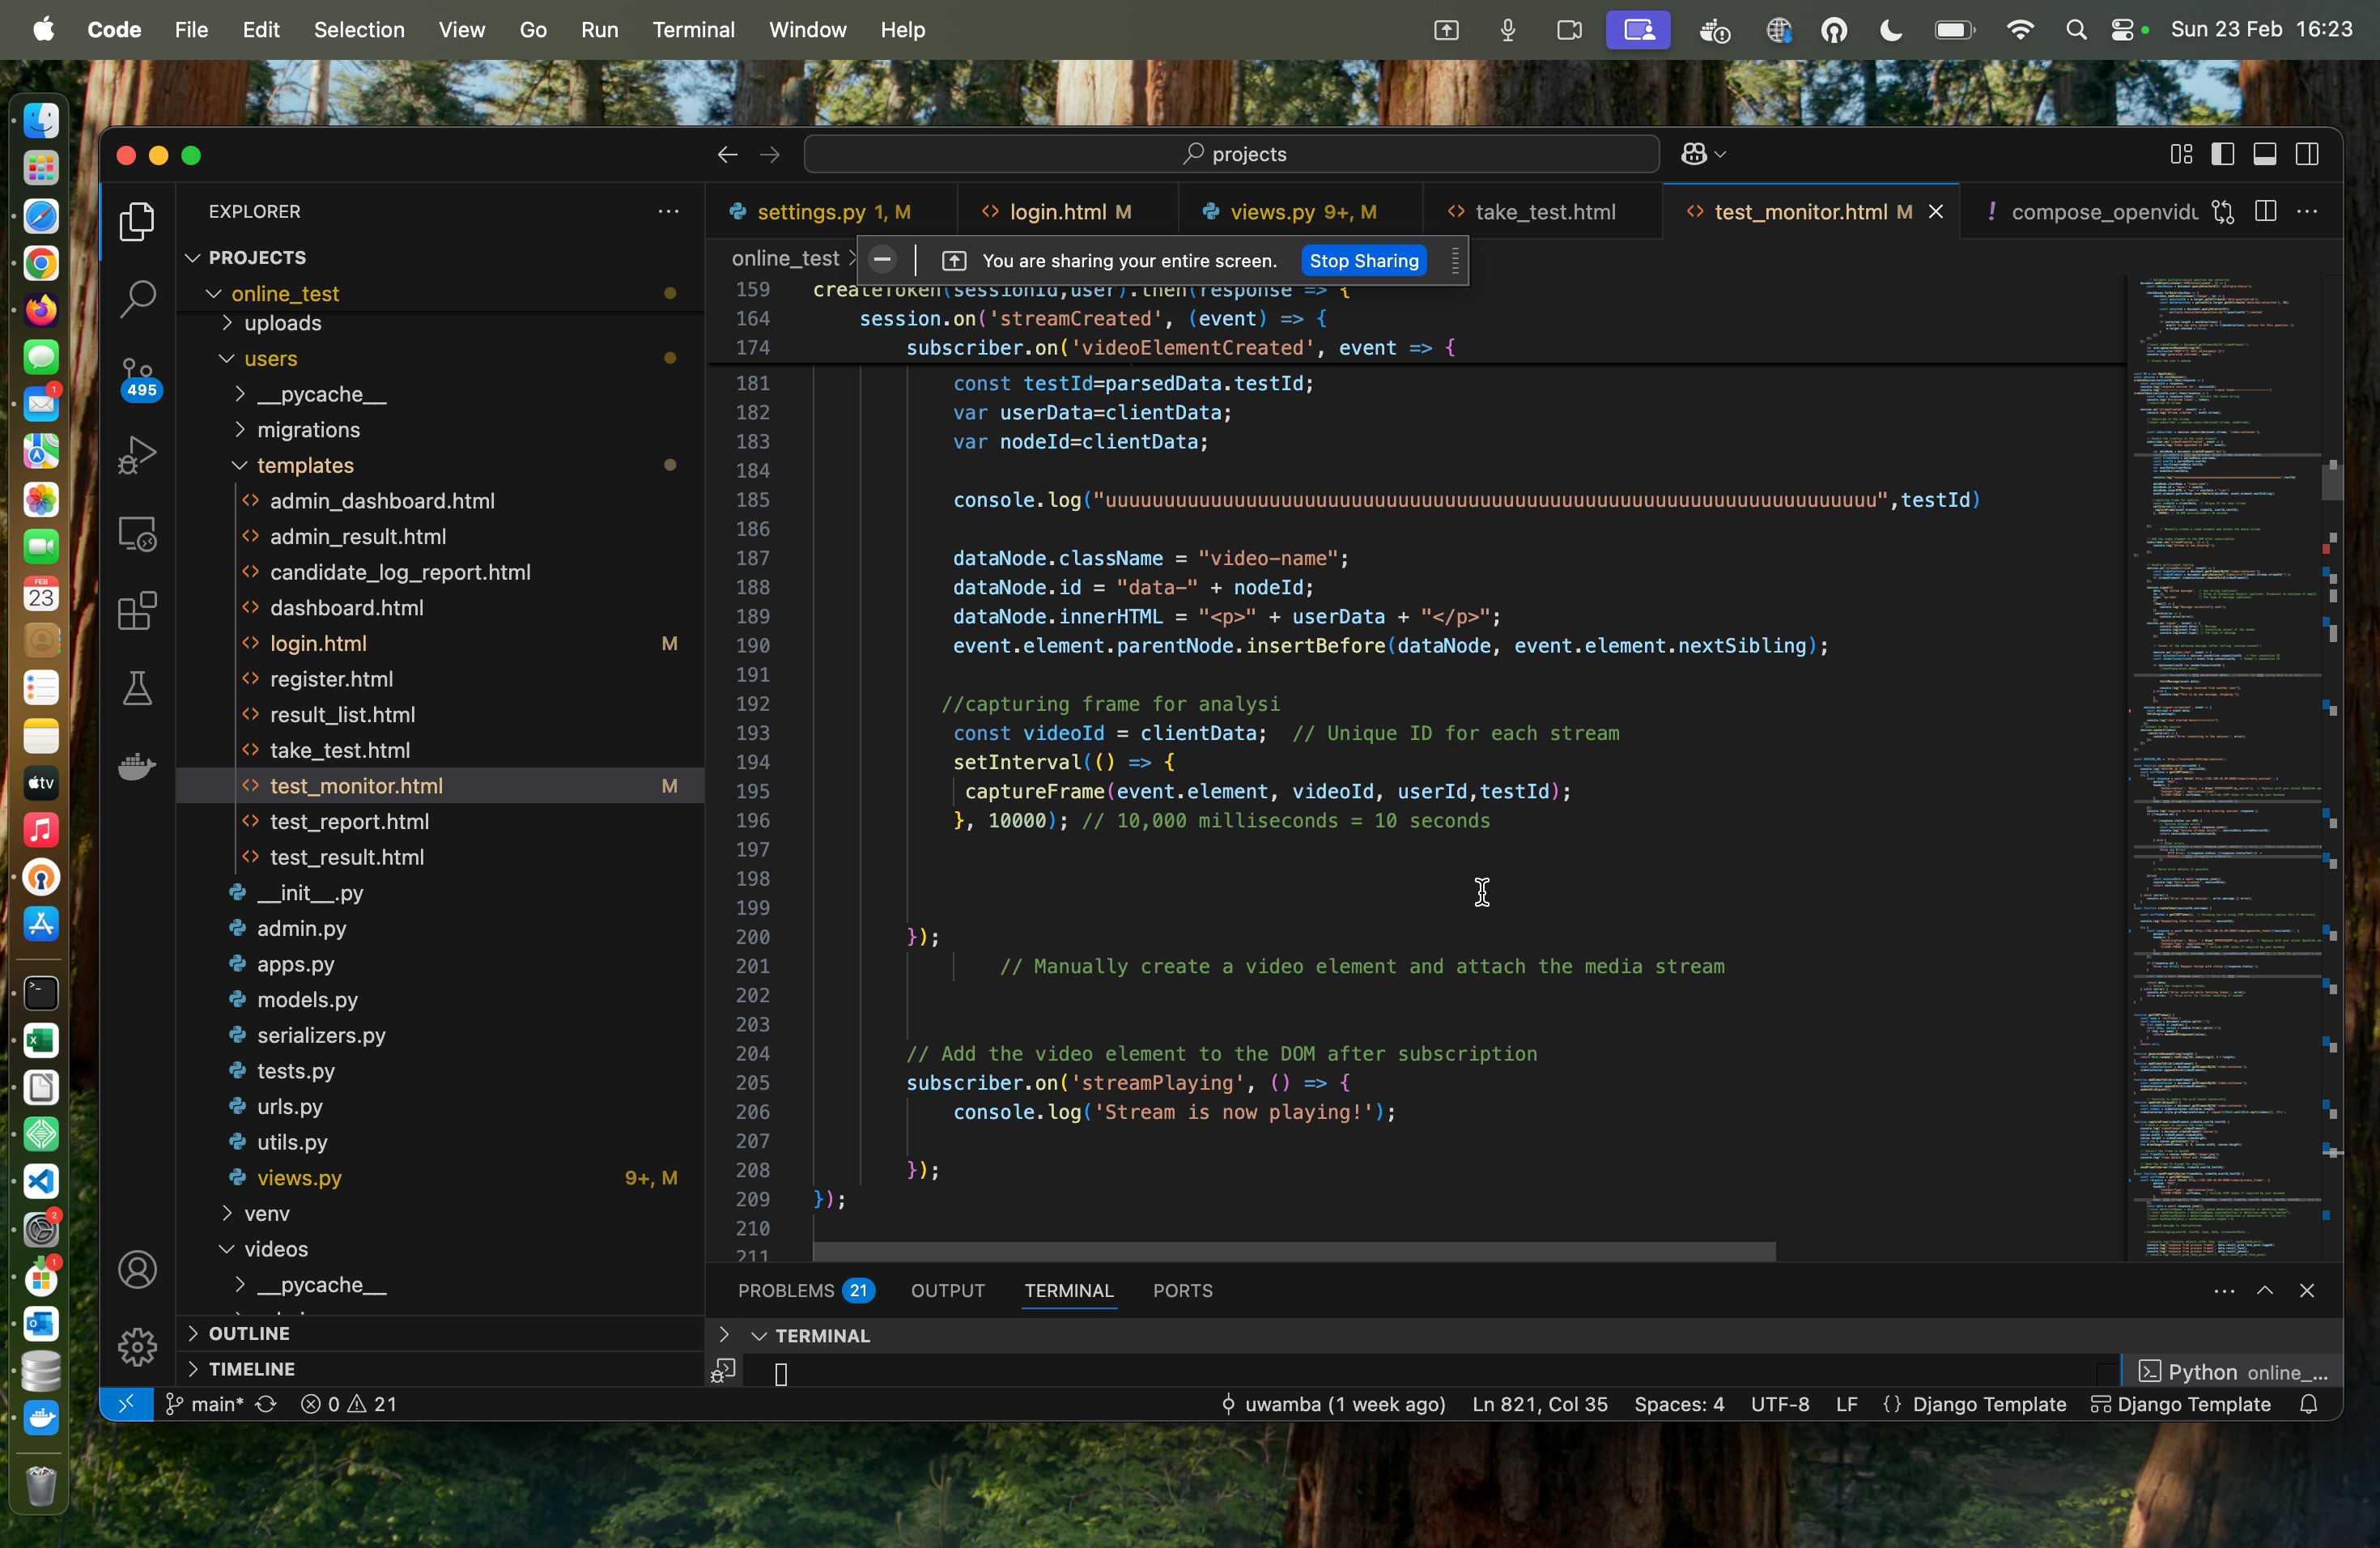 Code File Edit Selection View Go Run Terminal Window Help Sun 23 Feb 16:23
projects
EXPLORER
PROJECTS
online_test
uploads
users
__pycache__
migrations
templates
admin_dashboard.html
admin_result.html
candidate_log_report.html
dashboard.html
login.html M
register.html
result_list.html
take_test.html
test_monitor.html M
test_report.html
test_result.html
__init__.py
admin.py
apps.py
models.py
serializers.py
tests.py
urls.py
utils.py
views.py 9+, M
venv
videos
__pycache__
OUTLINE
TIMELINE
495
FEB
23
tv
1
2
1
settings.py 1, M login.html M views.py 9+, M take_test.html test_monitor.html M compose_openvidu
online_test >
You are sharing your entire screen. Stop Sharing
159 createToken(sessionId,user).then(response => {
164 session.on('streamCreated', (event) => {
174 subscriber.on('videoElementCreated', event => {
181 const testId=parsedData.testId;
182 var userData=clientData;
183 var nodeId=clientData;
184
185 console.log("uuuuuuuuuuuuuuuuuuuuuuuuuuuuuuuuuuuuuuuuuuuuuuuuuuuuuuuuuuuuuuuuuu",testId)
186
187 dataNode.className = "video-name";
188 dataNode.id = "data-" + nodeId;
189 dataNode.innerHTML = "<p>" + userData + "</p>";
190 event.element.parentNode.insertBefore(dataNode, event.element.nextSibling);
191
192 //capturing frame for analysi
193 const videoId = clientData; // Unique ID for each stream
194 setInterval(() => {
195 captureFrame(event.element, videoId, userId,testId);
196 }, 10000); // 10,000 milliseconds = 10 seconds
197
198
199
200 });
201 // Manually create a video element and attach the media stream
202
203
204 // Add the video element to the DOM after subscription
205 subscriber.on('streamPlaying', () => {
206 console.log('Stream is now playing!');
207
208 });
209 });
210
211
PROBLEMS 21 OUTPUT TERMINAL PORTS
TERMINAL
Python online_...
main* 0 21 uwamba (1 week ago) Ln 821, Col 35 Spaces: 4 UTF-8 LF {} Django Template Django Template